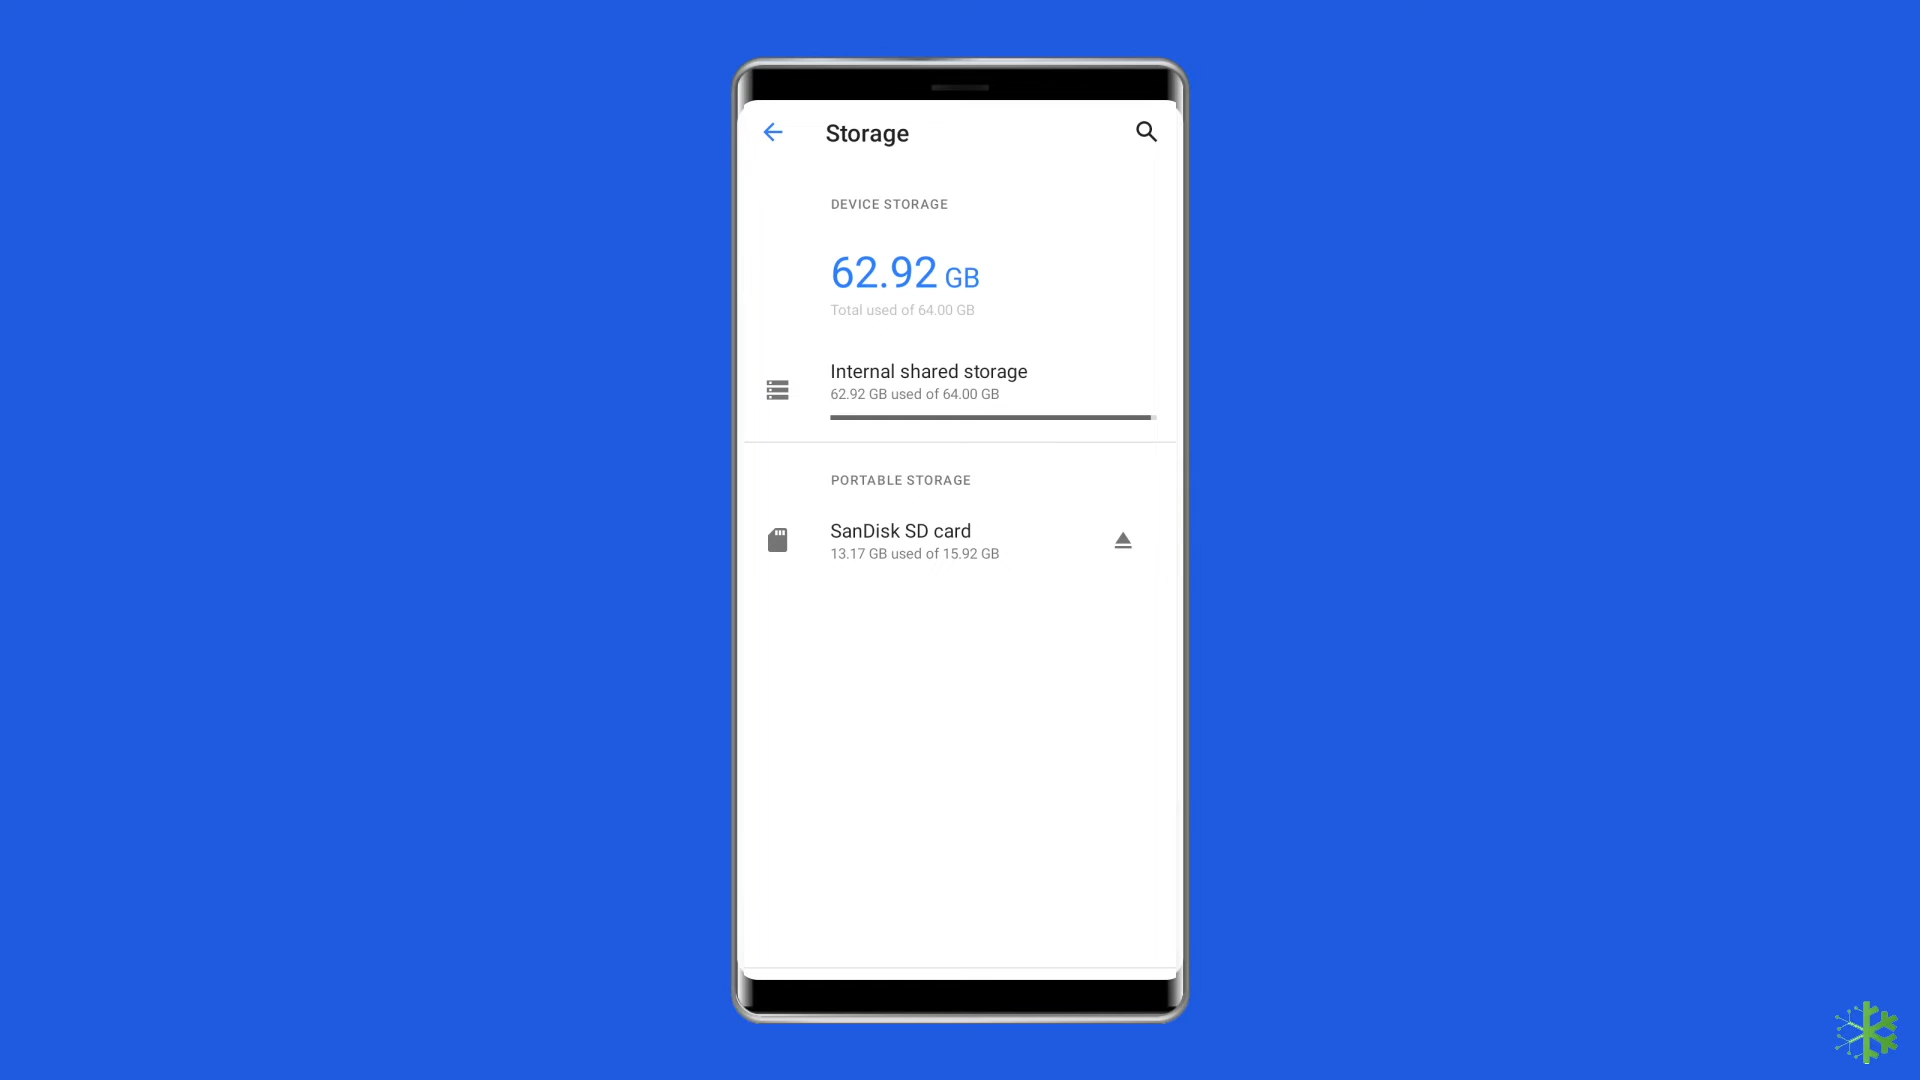 Storage
DEVICE STORAGE
62.92 GB
Total used of 64.00 GB
Internal shared storage
62.92 GB used of 64.00 GB
PORTABLE STORAGE
SanDisk SD card
13.17 GB used of 15.92 GB